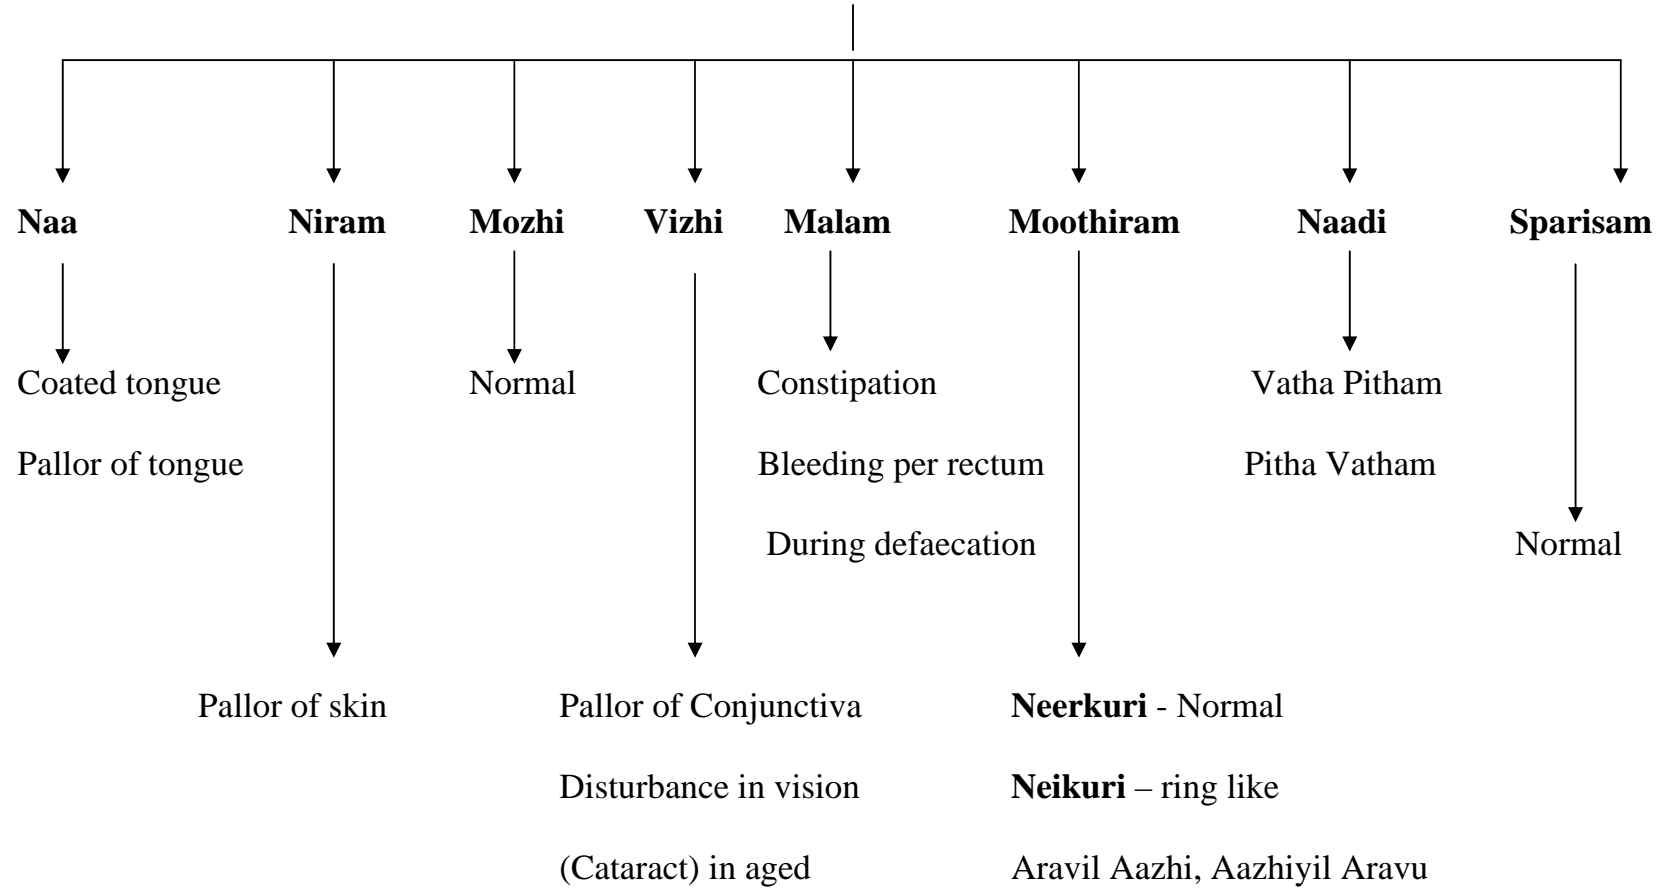 Naa Niram Mozhi Vizhi Malam Moothiram Naadi Sparisam
Coated tongue Normal Constipation Vatha Pitham
Pallor of tongue Bleeding per rectum Pitha Vatham
During defaecation Normal
Pallor of skin Pallor of Conjunctiva Neerkuri - Normal
Disturbance in vision Neikuri – ring like
(Cataract) in aged Aravil Aazhi, Aazhiyil Aravu